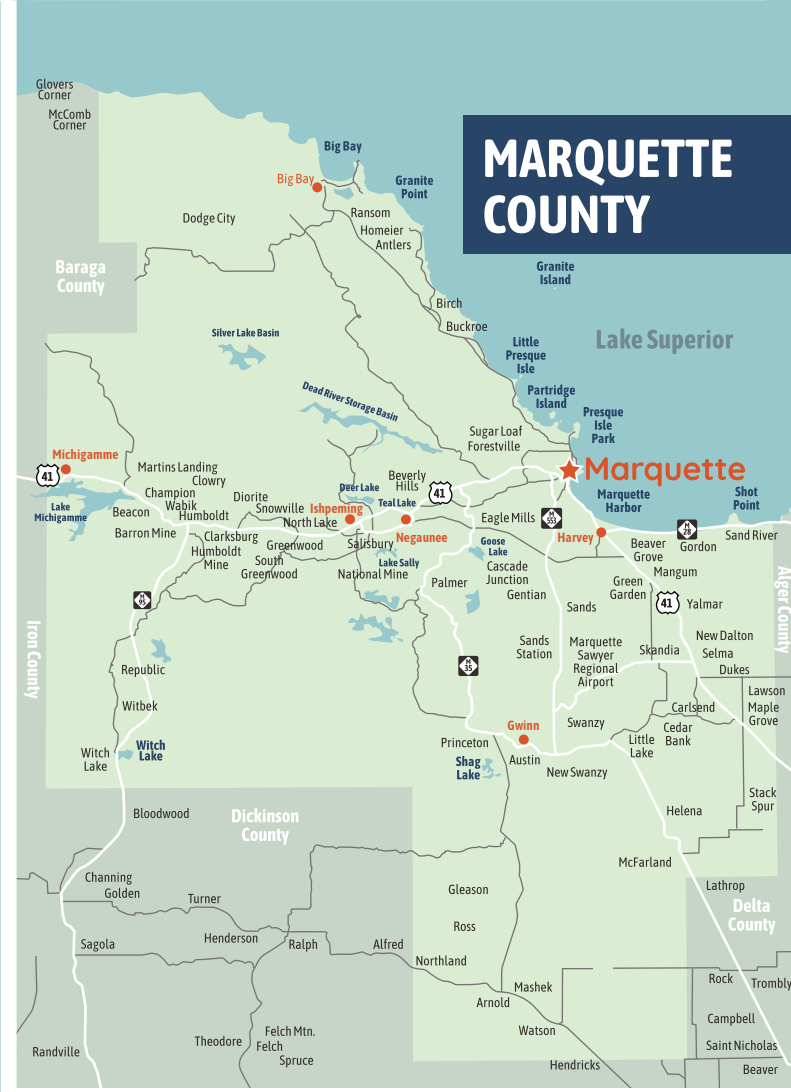 Glovers
Corner
McComb
Corner
MARQUETTE
COUNTY
Big Bay
Big Bay
Granite
Point
Dodge City
Ransom
Homeier
Antlers
Baraga
County
Granite
Island
Birch
Buckroe
Silver Lake Basin
Lake Superior
Little
Presque
Isle
Dead River Storage Basin
Partridge
Island
Presque
Isle
Park
Sugar Loaf
Forestville
Michigamme
41
Marquette
Martins Landing
Clowry
Beverly
Hills
41
Champion
Wabik
Humboldt
Diorite
Snowville
North Lake
Deer Lake
Ishpeming
Teal Lake
Marquette
Harbor
Shot
Point
Lake
Michigamme
Beacon
Barron Mine
Clarksburg
Humboldt
Mine
Greenwood
South
Greenwood
Salisbury
Negaunee
Eagle Mills
M
553
Harvey
M
28
Gordon
Sand River
Beaver
Grove
Goose
Lake
Lake Sally
National Mine
Cascade
Junction
Palmer
Gentian
Mangum
Green
Garden
41
Yalmar
Alger County
M
95
Sands
Iron County
Sands
Station
Marquette
Sawyer
Regional
Airport
Skandia
New Dalton
Selma
Dukes
M
35
Republic
Lawson
Maple
Grove
Witbek
Carlsend
Cedar
Bank
Gwinn
Swanzy
Princeton
Little
Lake
Witch
Lake
Witch
Lake
Shag
Lake
Austin
New Swanzy
Stack
Spur
Bloodwood
Dickinson
County
Helena
McFarland
Channing
Golden
Turner
Gleason
Lathrop
Delta
County
Ross
Sagola
Henderson
Ralph
Alfred
Northland
Rock
Trombly
Mashek
Arnold
Campbell
Watson
Randville
Theodore
Felch Mtn.
Felch
Spruce
Saint Nicholas
Hendricks
Beaver